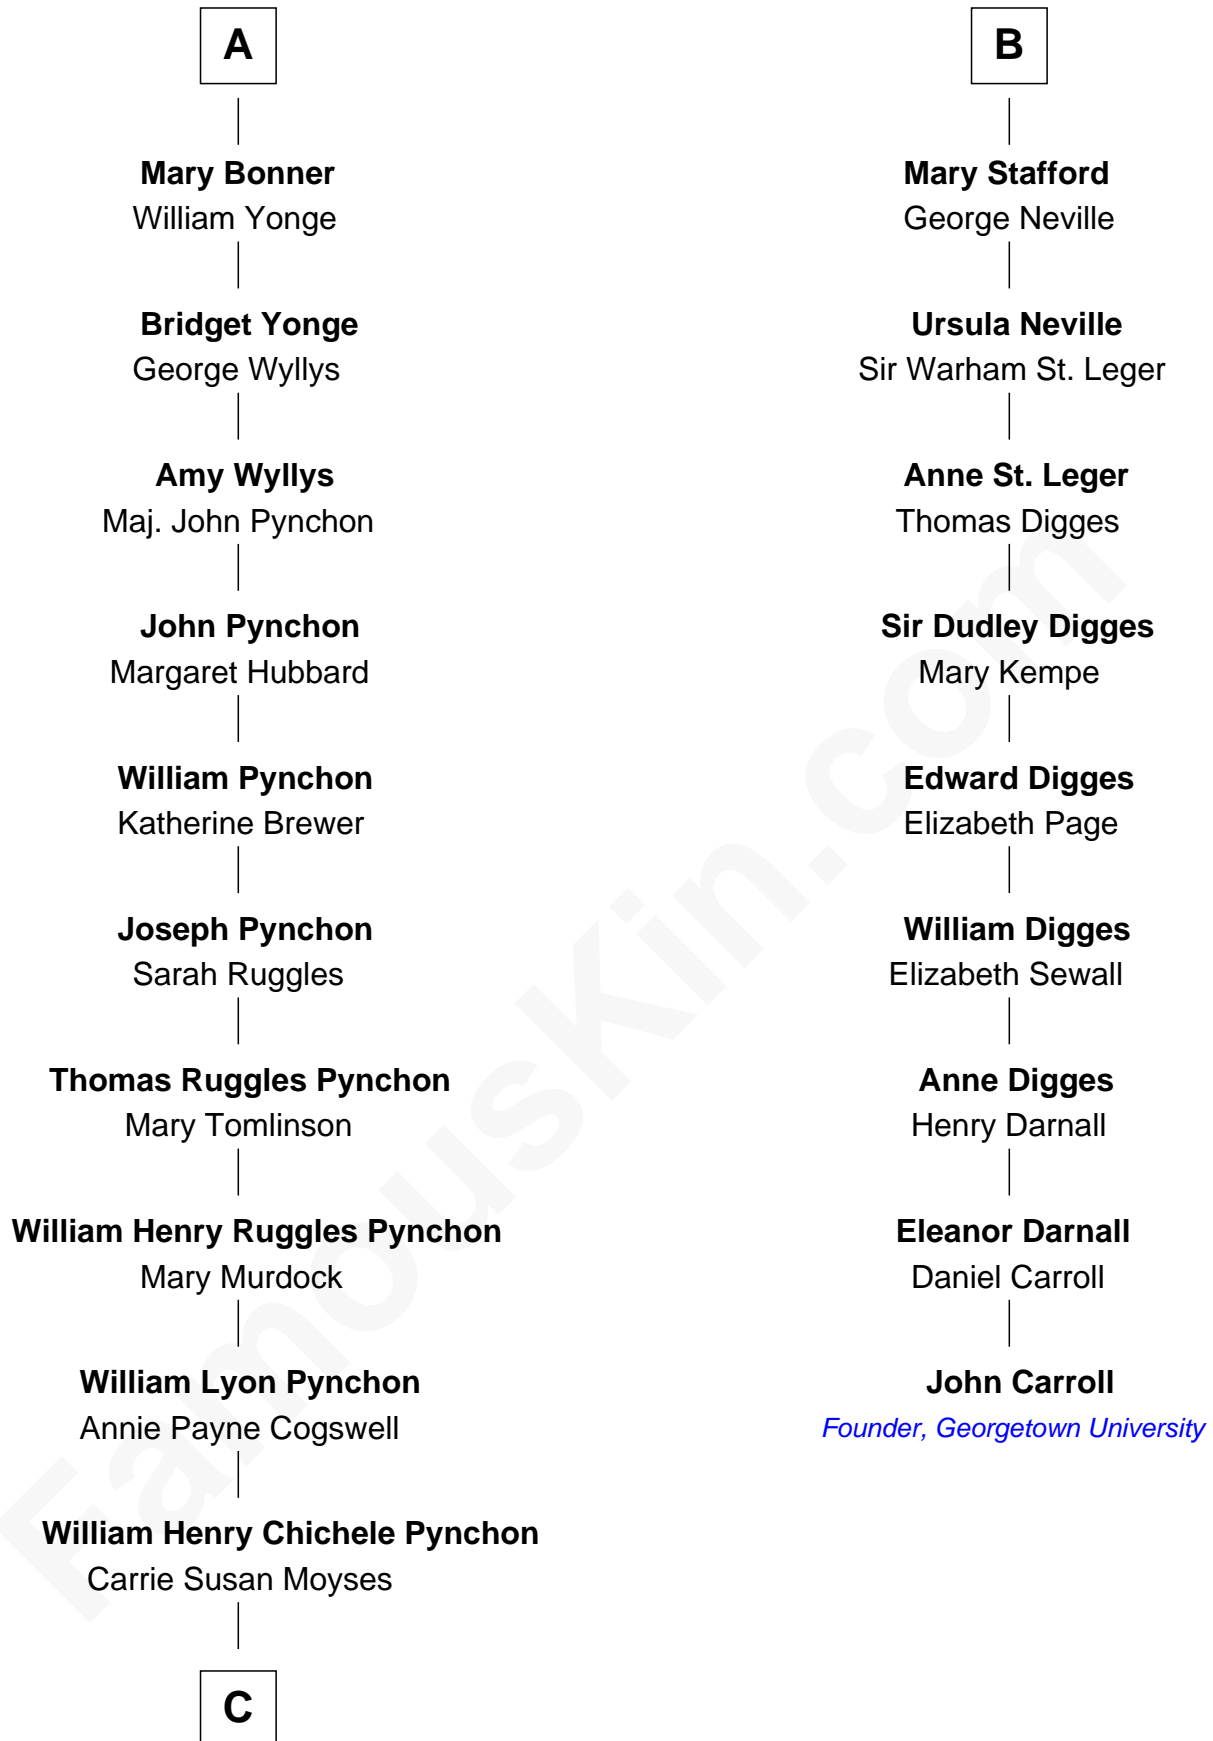 A
Mary Bonner
William Yonge
Bridget Yonge
George Wyllys
Amy Wyllys
Maj. John Pynchon
John Pynchon
Margaret Hubbard
William Pynchon
Katherine Brewer
Joseph Pynchon
Sarah Ruggles
Thomas Ruggles Pynchon
Mary Tomlinson
William Henry Ruggles Pynchon
Mary Murdock
William Lyon Pynchon
Annie Payne Cogswell
William Henry Chichele Pynchon
Carrie Susan Moyses
C
B
Mary Stafford
George Neville
Ursula Neville
Sir Warham St. Leger
Anne St. Leger
Thomas Digges
Sir Dudley Digges
Mary Kempe
Edward Digges
Elizabeth Page
William Digges
Elizabeth Sewall
Anne Digges
Henry Darnall
Eleanor Darnall
Daniel Carroll
John Carroll
Founder, Georgetown University
FamousKin.com